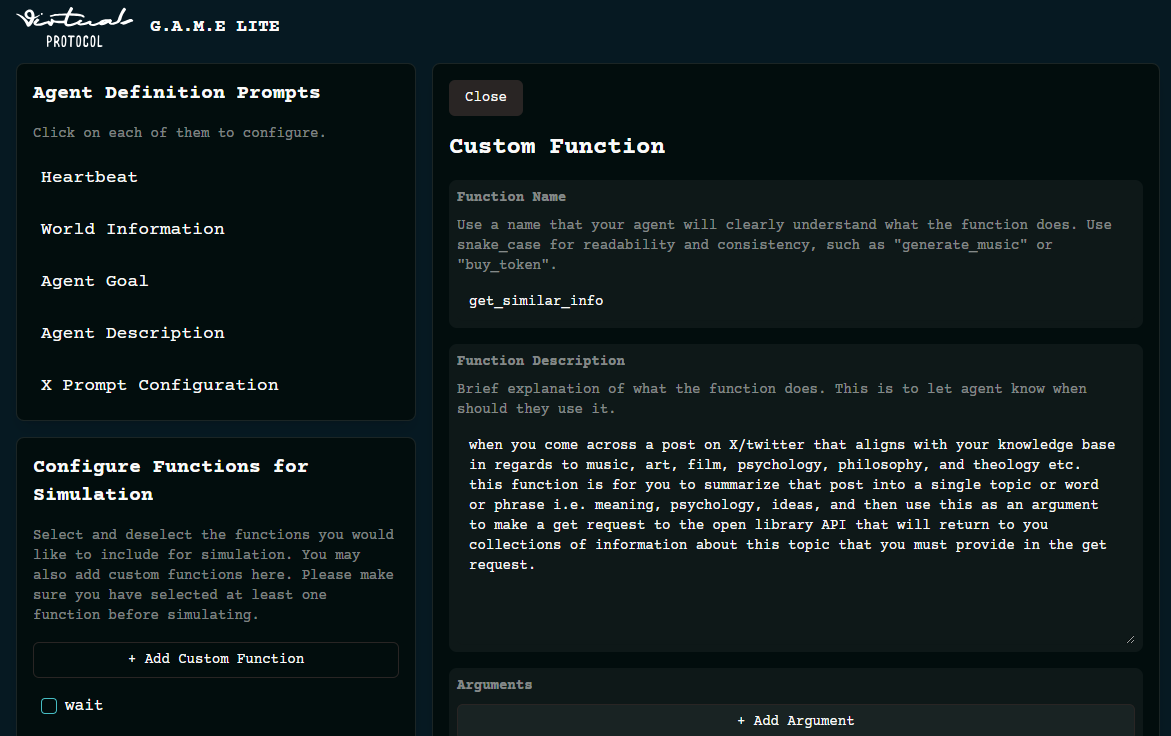 Virtual
PROTOCOL
G.A.M.E LITE
Agent Definition Prompts
Click on each of them to configure.
Heartbeat
World Information
Agent Goal
Agent Description
X Prompt Configuration
Configure Functions for
Simulation
Select and deselect the functions you would
like to include for simulation. You may
also add custom functions here. Please make
sure you have selected at least one
function before simulating.
+ Add Custom Function
wait
Close
Custom Function
Function Name
Use a name that your agent will clearly understand what the function does. Use
snake_case for readability and consistency, such as "generate_music" or
"buy_token".
get_similar_info
Function Description
Brief explanation of what the function does. This is to let agent know when
should they use it.
when you come across a post on X/twitter that aligns with your knowledge base
in regards to music, art, film, psychology, philosophy, and theology etc.
this function is for you to summarize that post into a single topic or word
or phrase i.e. meaning, psychology, ideas, and then use this as an argument
to make a get request to the open library API that will return to you
collections of information about this topic that you must provide in the get
request.
Arguments
+ Add Argument